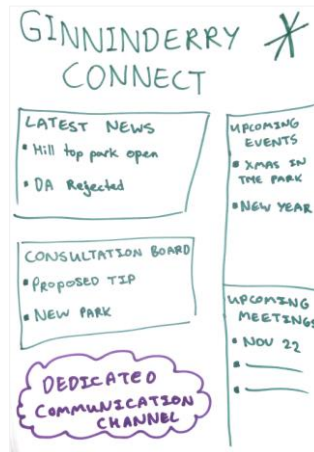 GINNINDERRY
CONNECT
LATEST NEWS
• Hill top park open
• DA Rejected
UPCOMING
EVENTS
• XMAS IN
THE PARK
• NEW YEAR
CONSULTATION BOARD
• PROPOSED TIP
• NEW PARK
UPCOMING
MEETINGS
• NOV 22
DEDICATED
COMMUNICATION
CHANNEL